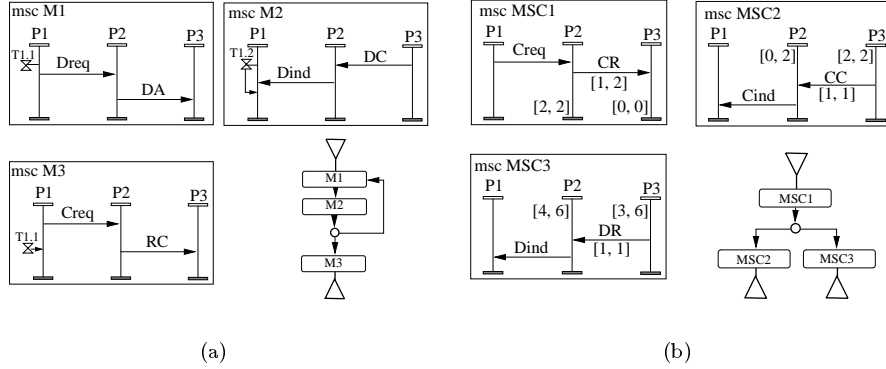 msc M1
P1 P2 P3
T1.1
Dreq
DA
msc M2
P1 P2 P3
T1.2
DC
Dind
msc M3
P1 P2 P3
Creq
T1.1
RC
M1
M2
M3
(a)
msc MSC1
P1 P2 P3
Creq
CR
[1, 2]
[2, 2] [0, 0]
msc MSC2
P1 P2 P3
[0, 2] [2, 2]
CC
[1, 1]
Cind
msc MSC3
P1 P2 P3
[4, 6] [3, 6]
DR
[1, 1]
Dind
MSC1
MSC2 MSC3
(b)